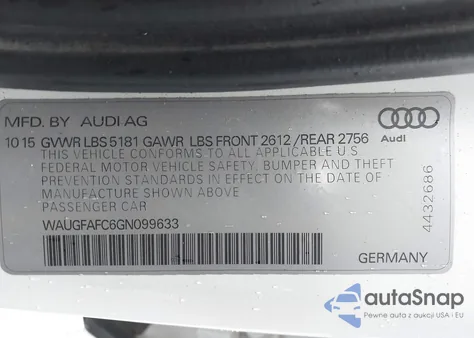 MFD. BY AUDI AG
10 15 GVWR LBS 5181 GAWR LBS FRONT 2612 /REAR 2756
Audi
THIS VEHICLE CONFORMS TO ALL APPLICABLE U.S
FEDERAL MOTOR VEHICLE SAFETY, BUMPER AND THEFT
PREVENTION STANDARDS IN EFFECT ON THE DATE OF
MANUFACTURE SHOWN ABOVE
PASSENGER CAR
4432686
WAUGFAFC6GN099633
GERMANY
autoSnap
Pewne auta z aukcji USA i EU